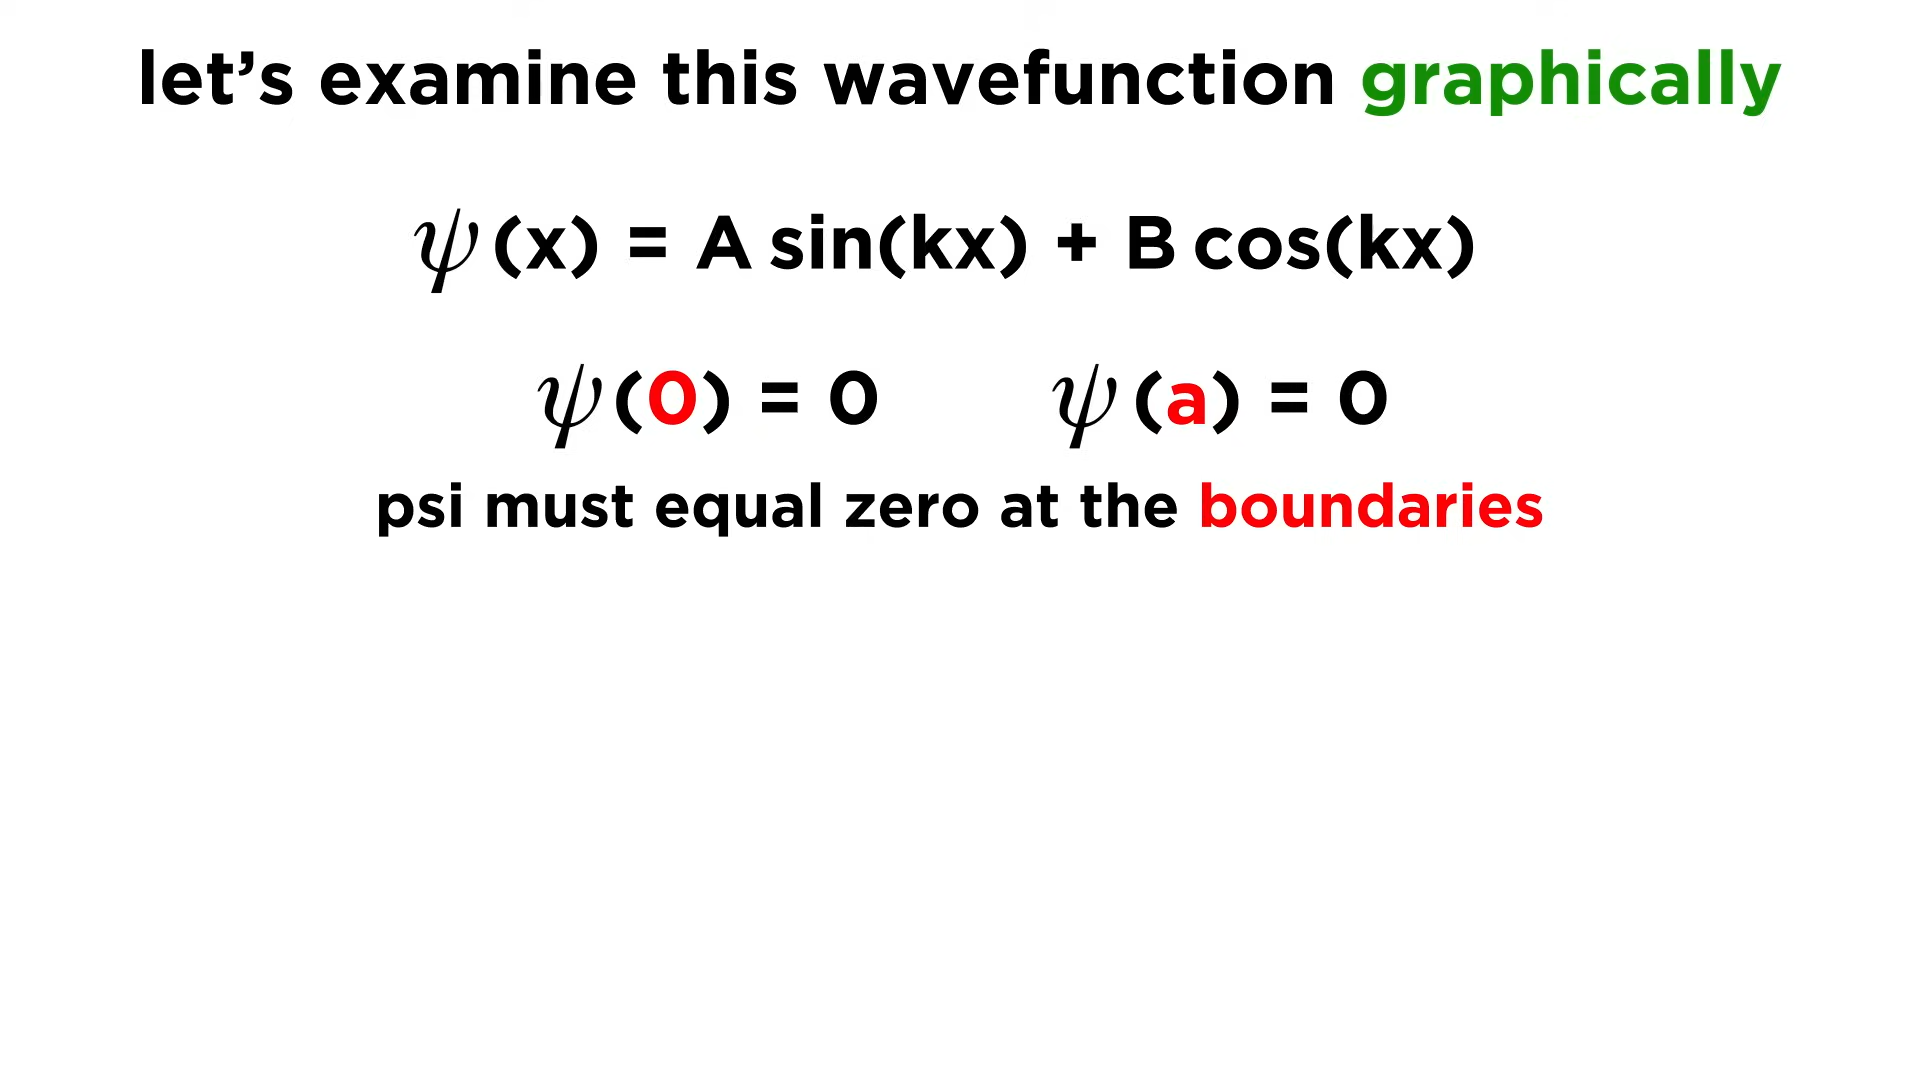 let’s examine this wavefunction graphically
ψ(x) = A sin(kx) + B cos(kx)
ψ(0) = 0 ψ(a) = 0
psi must equal zero at the boundaries